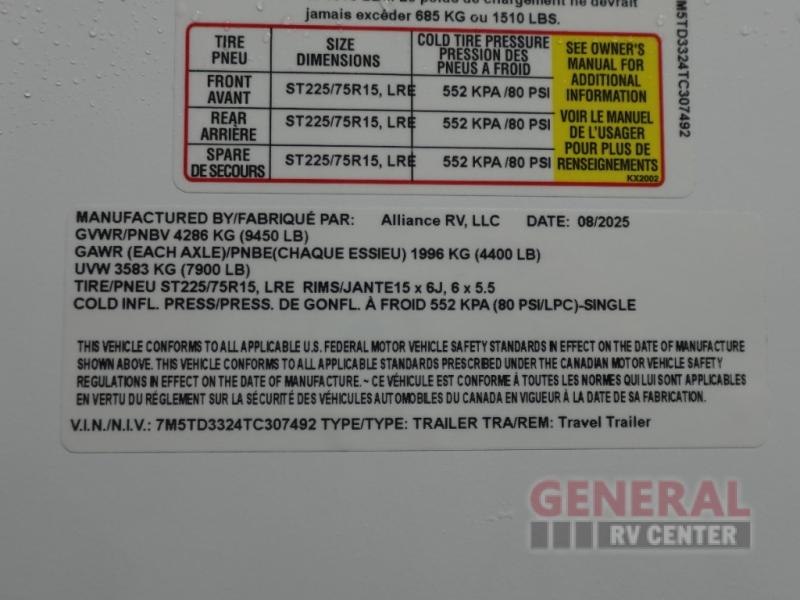 jamais excéder 685 KG ou 1510 LBS.
TIRE PNEU SIZE DIMENSIONS COLD TIRE PRESSURE PRESSION DES PNEUS A FROID
FRONT AVANT ST225/75R15, LRE 552 KPA /80 PSI
REAR ARRIÈRE ST225/75R15, LRE 552 KPA /80 PSI
SPARE DE SECOURS ST225/75R15, LRE 552 KPA /80 PSI
SEE OWNER'S
MANUAL FOR
ADDITIONAL
INFORMATION
VOIR LE MANUEL
DE L'USAGER
POUR PLUS DE
RENSEIGNEMENTS
KX2002
M5TD3324TC307492
MANUFACTURED BY/FABRIQUÉ PAR: Alliance RV, LLC DATE: 08/2025
GVWR/PNBV 4286 KG (9450 LB)
GAWR (EACH AXLE)/PNBE(CHAQUE ESSIEU) 1996 KG (4400 LB)
UVW 3583 KG (7900 LB)
TIRE/PNEU ST225/75R15, LRE RIMS/JANTE15 x 6J, 6 x 5.5
COLD INFL. PRESS/PRESS. DE GONFL. À FROID 552 KPA (80 PSI/LPC)-SINGLE
THIS VEHICLE CONFORMS TO ALL APPLICABLE U.S. FEDERAL MOTOR VEHICLE SAFETY STANDARDS IN EFFECT ON THE DATE OF MANUFACTURE
SHOWN ABOVE. THIS VEHICLE CONFORMS TO ALL APPLICABLE STANDARDS PRESCRIBED UNDER THE CANADIAN MOTOR VEHICLE SAFETY
REGULATIONS IN EFFECT ON THE DATE OF MANUFACTURE. ~ CE VÉHICULE EST CONFORME À TOUTES LES NORMES QUI LUI SONT APPLICABLES
EN VERTU DU RÉGLEMENT SUR LA SÉCURITÉ DES VÉHICULES AUTOMOBILES DU CANADA EN VIGUEUR À LA DATE DE SA FABRICATION.
V.I.N./N.I.V.: 7M5TD3324TC307492 TYPE/TYPE: TRAILER TRA/REM: Travel Trailer
GENERAL
RV CENTER